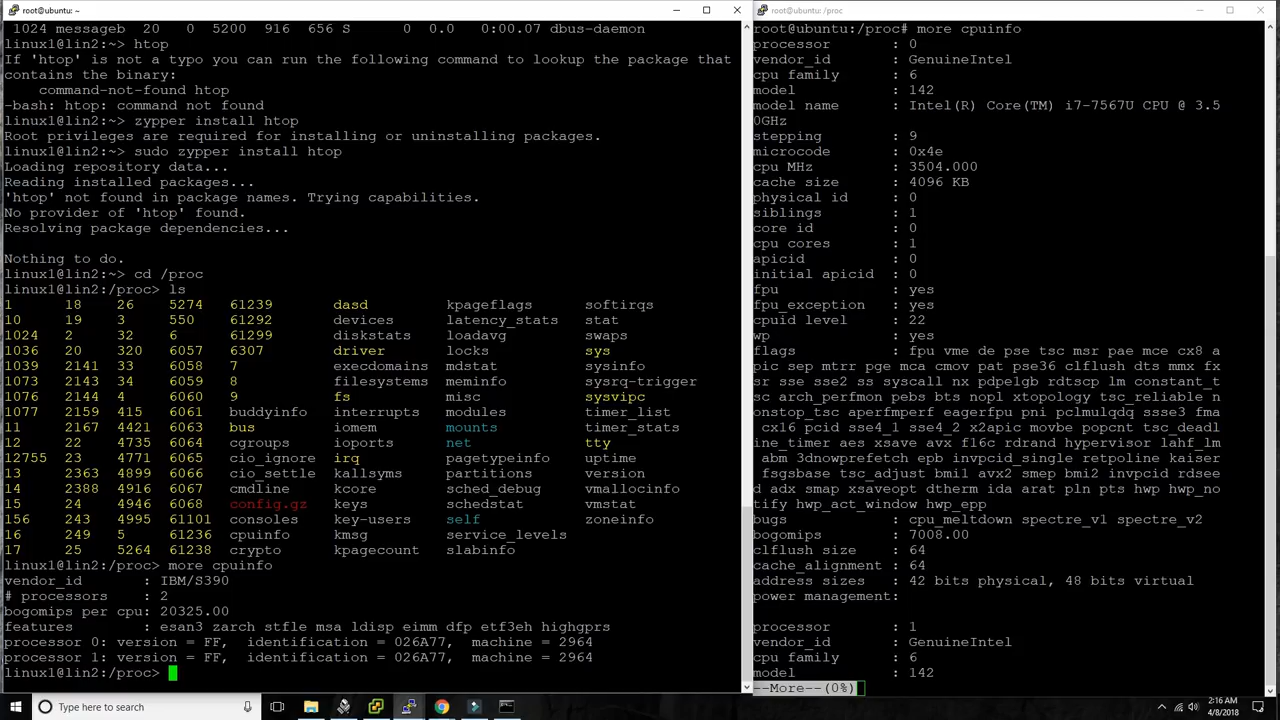 root@ubuntu: ~
1024 messageb   20   0  5200   916   656 S     0  0.0   0:00.07 dbus-daemon
linux1@lin2:~> htop
If 'htop' is not a typo you can run the following command to lookup the package that
contains the binary:
    command-not-found htop
-bash: htop: command not found
linux1@lin2:~> zypper install htop
Root privileges are required for installing or uninstalling packages.
linux1@lin2:~> sudo zypper install htop
Loading repository data...
Reading installed packages...
'htop' not found in package names. Trying capabilities.
No provider of 'htop' found.
Resolving package dependencies...
Nothing to do.
linux1@lin2:~> cd /proc
linux1@lin2:/proc> ls
1      18    26    5274   61239  dasd         kpageflags     softirqs
10     19    3     550    61292  devices      latency_stats  stat
1024   2     32    6      61299  diskstats    loadavg        swaps
1036   20    320   6057   6307   driver       locks          sys
1039   2141  33    6058   7      execdomains  mdstat         sysinfo
1073   2143  34    6059   8      filesystems  meminfo        sysrq-trigger
1076   2144  4     6060   9      fs           misc           sysvipc
1077   2159  415   6061   buddyinfo   interrupts   modules        timer_list
11     2167  4421  6063   bus         iomem        mounts         timer_stats
12     22    4735  6064   cgroups     ioports      net            tty
12755  23    4771  6065   cio_ignore  irq          pagetypeinfo   uptime
13     2363  4899  6066   cio_settle  kallsyms     partitions     version
14     2388  4916  6067   cmdline     kcore        sched_debug    vmallocinfo
15     24    4946  6068   config.gz   keys         schedstat      vmstat
156    243   4995  61101  consoles    key-users    self           zoneinfo
16     249   5     61236  cpuinfo     kmsg         service_levels
17     25    5264  61238  crypto      kpagecount   slabinfo
linux1@lin2:/proc> more cpuinfo
vendor_id       : IBM/S390
# processors    : 2
bogomips per cpu: 20325.00
features        : esan3 zarch stfle msa ldisp eimm dfp etf3eh highgprs
processor 0: version = FF,  identification = 026A77,  machine = 2964
processor 1: version = FF,  identification = 026A77,  machine = 2964
linux1@lin2:/proc>
root@ubuntu: /proc
root@ubuntu:/proc# more cpuinfo
processor       : 0
vendor_id       : GenuineIntel
cpu family      : 6
model           : 142
model name      : Intel(R) Core(TM) i7-7567U CPU @ 3.5
0GHz
stepping        : 9
microcode       : 0x4e
cpu MHz         : 3504.000
cache size      : 4096 KB
physical id     : 0
siblings        : 1
core id         : 0
cpu cores       : 1
apicid          : 0
initial apicid  : 0
fpu             : yes
fpu_exception   : yes
cpuid level     : 22
wp              : yes
flags           : fpu vme de pse tsc msr pae mce cx8 a
pic sep mtrr pge mca cmov pat pse36 clflush dts mmx fx
sr sse sse2 ss syscall nx pdpe1gb rdtscp lm constant_t
sc arch_perfmon pebs bts nopl xtopology tsc_reliable n
onstop_tsc aperfmperf eagerfpu pni pclmulqdq ssse3 fma
 cx16 pcid sse4_1 sse4_2 x2apic movbe popcnt tsc_deadl
ine_timer aes xsave avx f16c rdrand hypervisor lahf_lm
 abm 3dnowprefetch epb invpcid_single retpoline kaiser
 fsgsbase tsc_adjust bmi1 avx2 smep bmi2 invpcid rdsee
d adx smap xsaveopt dtherm ida arat pln pts hwp hwp_no
tify hwp_act_window hwp_epp
bugs            : cpu_meltdown spectre_v1 spectre_v2
bogomips        : 7008.00
clflush size    : 64
cache_alignment : 64
address sizes   : 42 bits physical, 48 bits virtual
power management:
processor       : 1
vendor_id       : GenuineIntel
cpu family      : 6
model           : 142
--More--(0%)
Type here to search
2:16 AM
4/8/2018